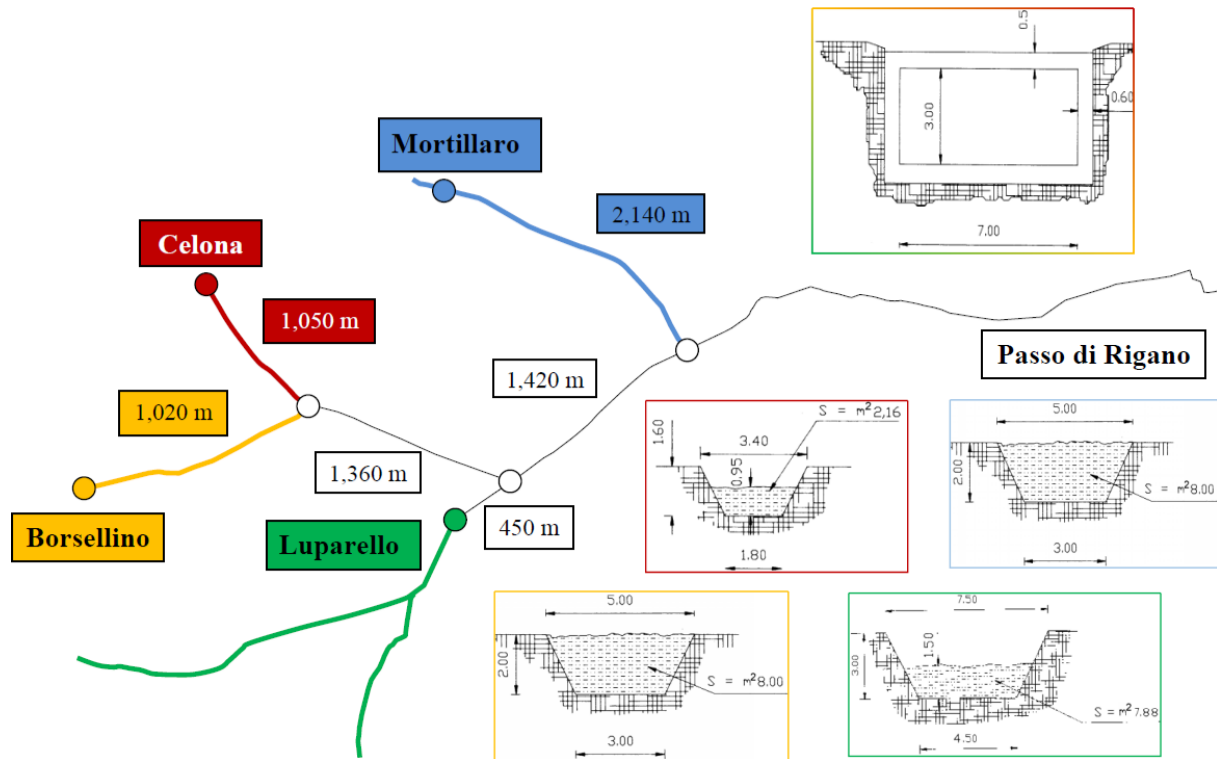 0.5
3.00
0.60
7.00
Mortillaro
2,140 m
Celona
1,050 m
Passo di Rigano
1,420 m
1,020 m
1,360 m
Borsellino
Luparello
450 m
S = m² 2,16
1.60
3.40
0.95
1.80
5.00
2.00
S = m² 8.00
3.00
5.00
2.00
S = m² 8.00
3.00
7.50
3.00
1.50
S = m² 7.88
4.50